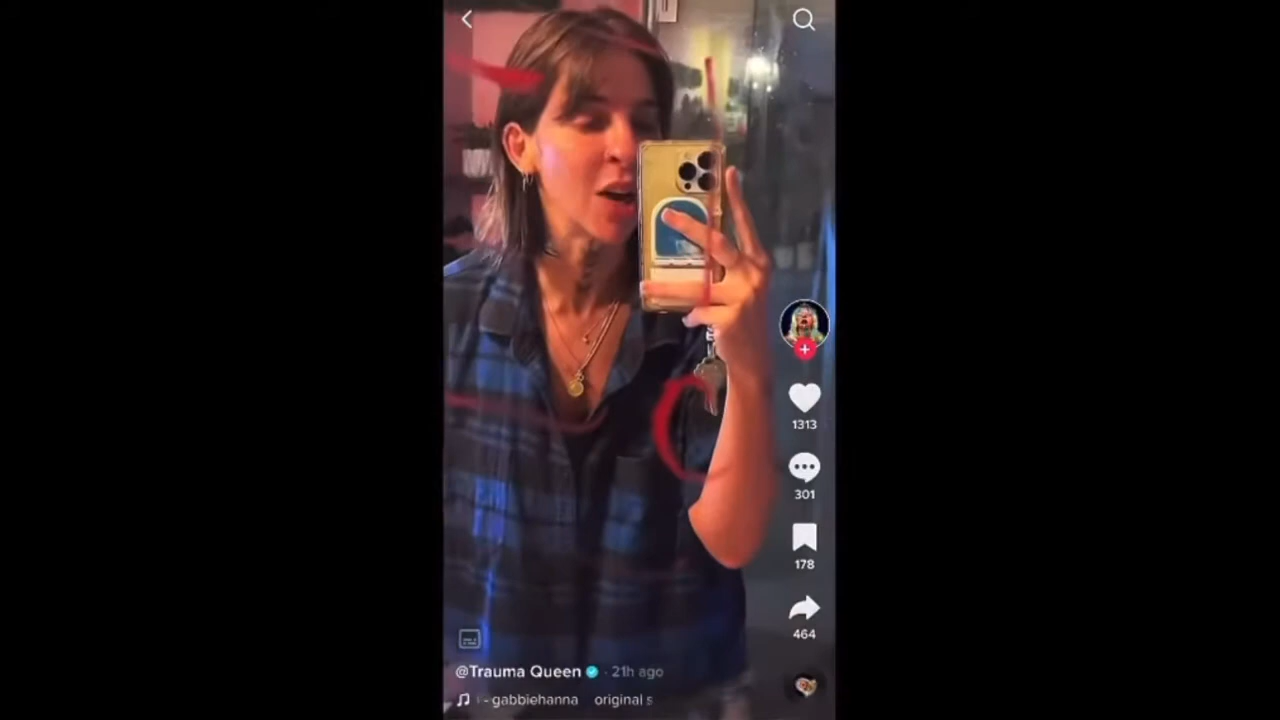 1313
301
178
464
@Trauma Queen · 21h ago
- gabbiehanna original s